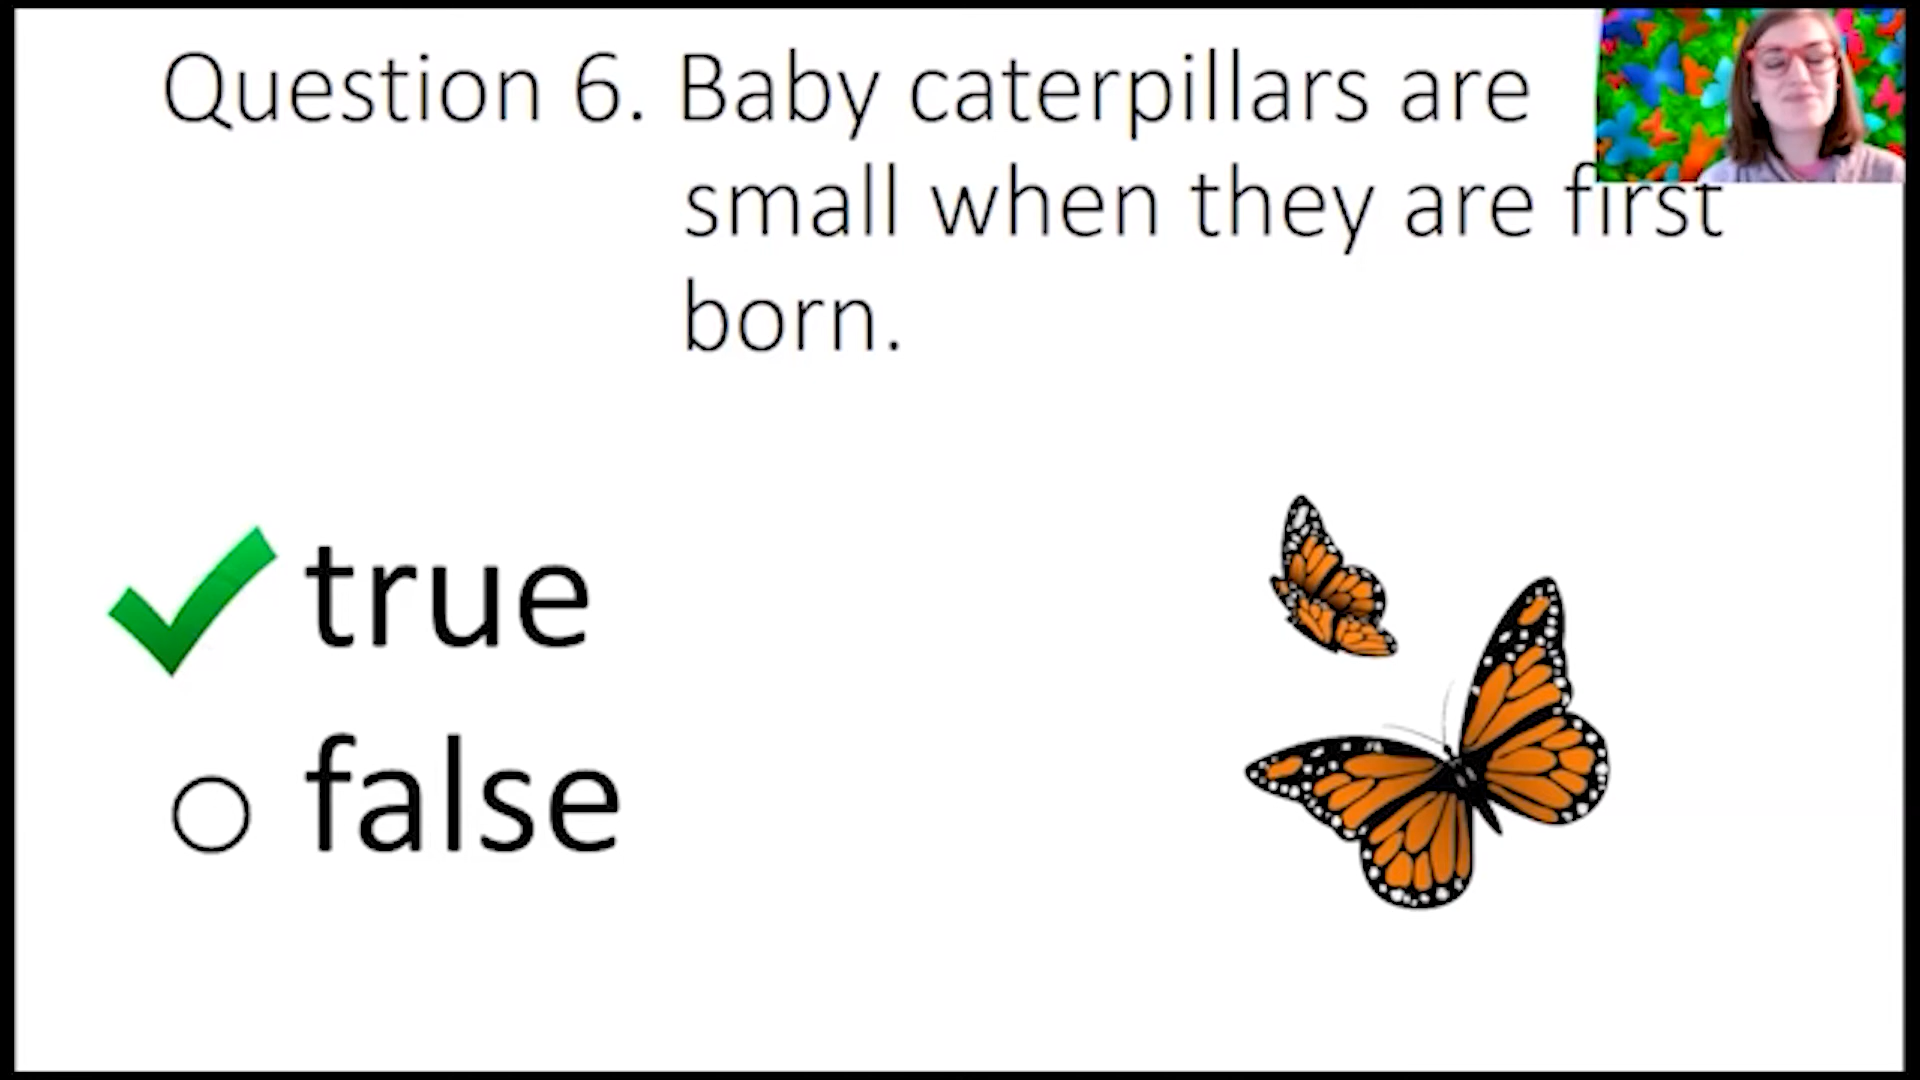 Question 6. Baby caterpillars are
small when they are first
born.
true
false